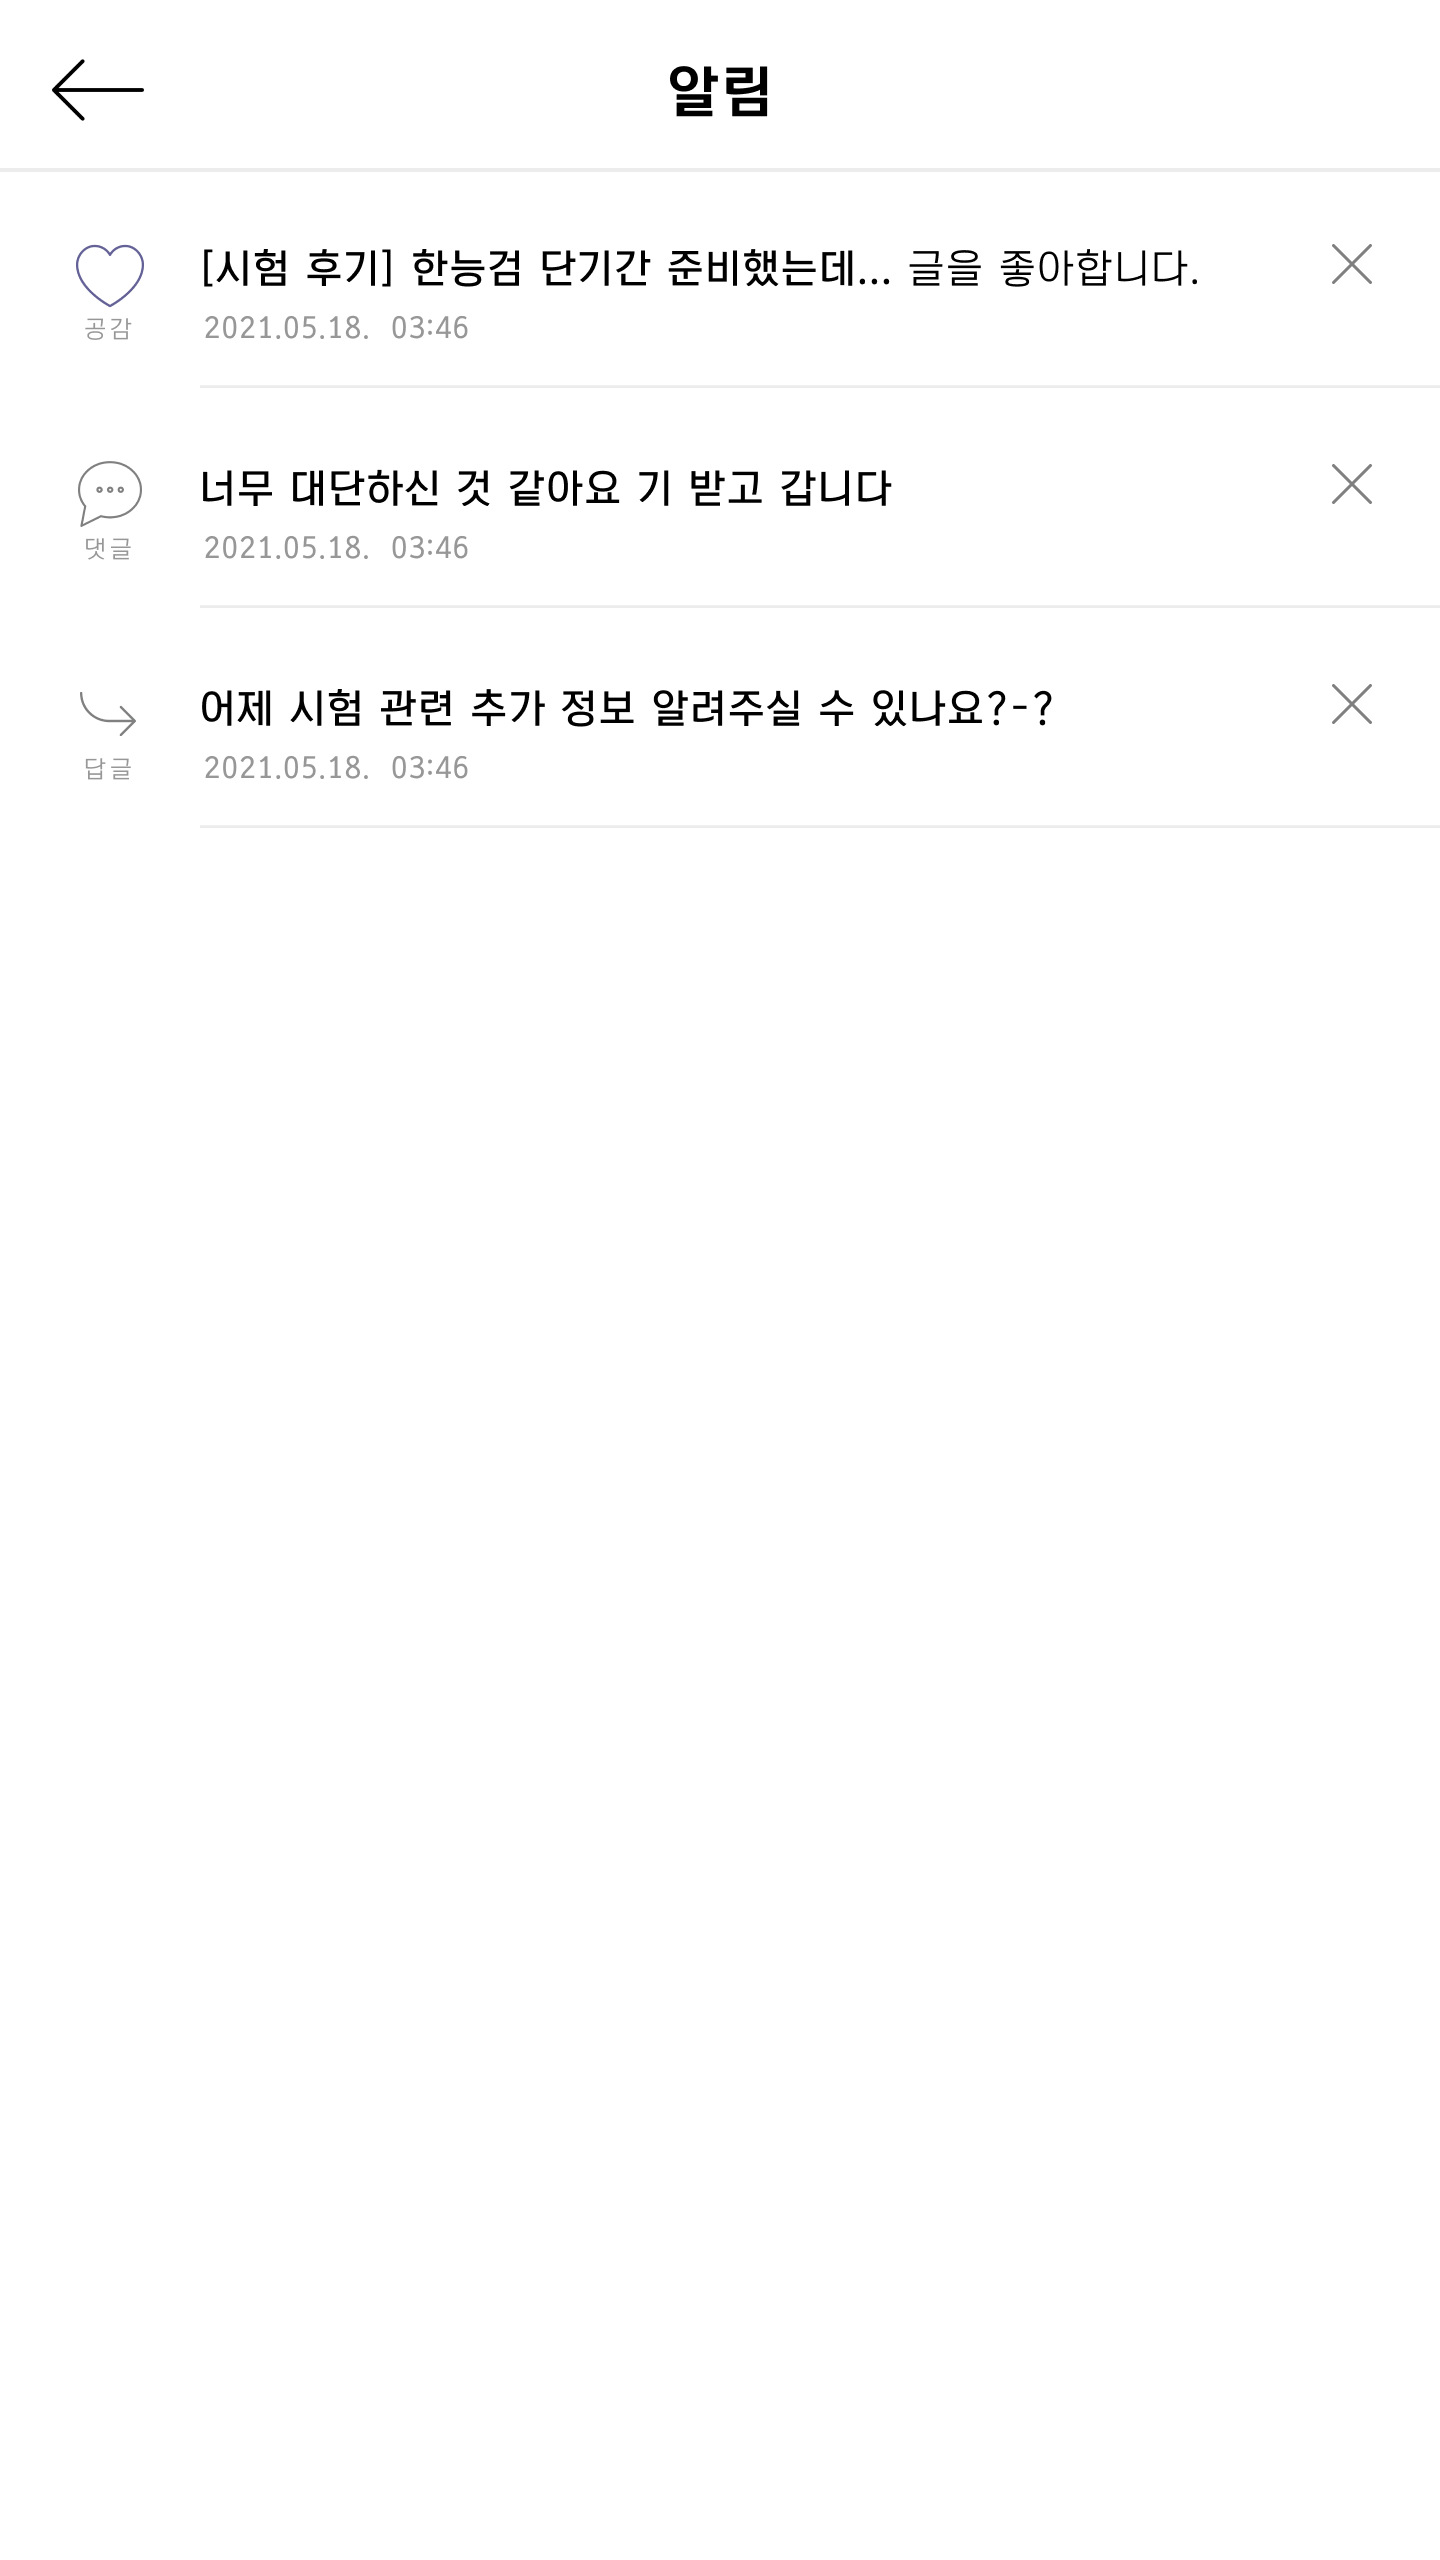 알림
[시험 후기] 한능검 단기간 준비했는데... 글을 좋아합니다.
공감
2021.05.18. 03:46
너무 대단하신 것 같아요 기 받고 갑니다
댓글
2021.05.18. 03:46
어제 시험 관련 추가 정보 알려주실 수 있나요?-?
답글
2021.05.18. 03:46